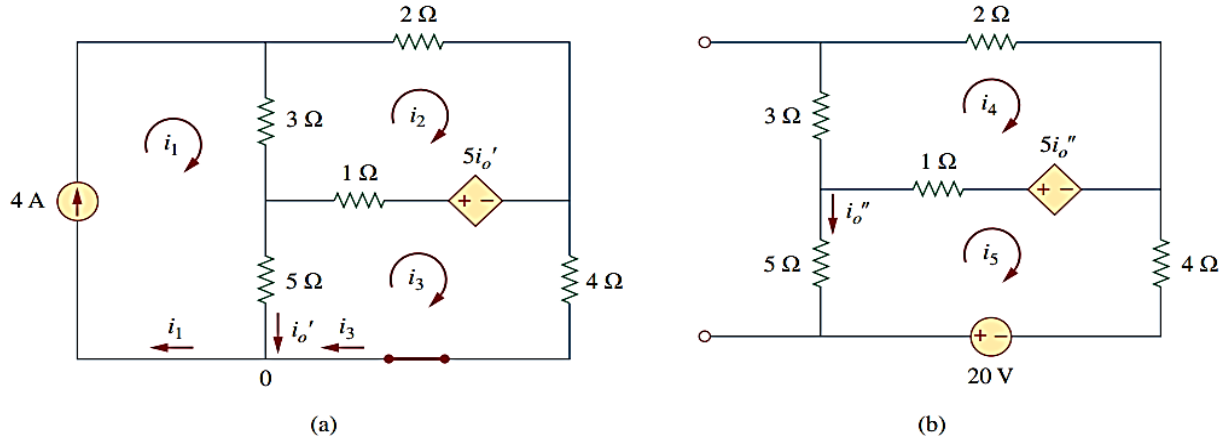 2 Ω
3 Ω
i₂
i₁
5iₒ′
1 Ω
4 A
+ −
5 Ω
i₃
4 Ω
i₁
iₒ′
i₃
0
(a)
2 Ω
3 Ω
i₄
5iₒ″
1 Ω
+ −
iₒ″
5 Ω
i₅
4 Ω
+ −
20 V
(b)